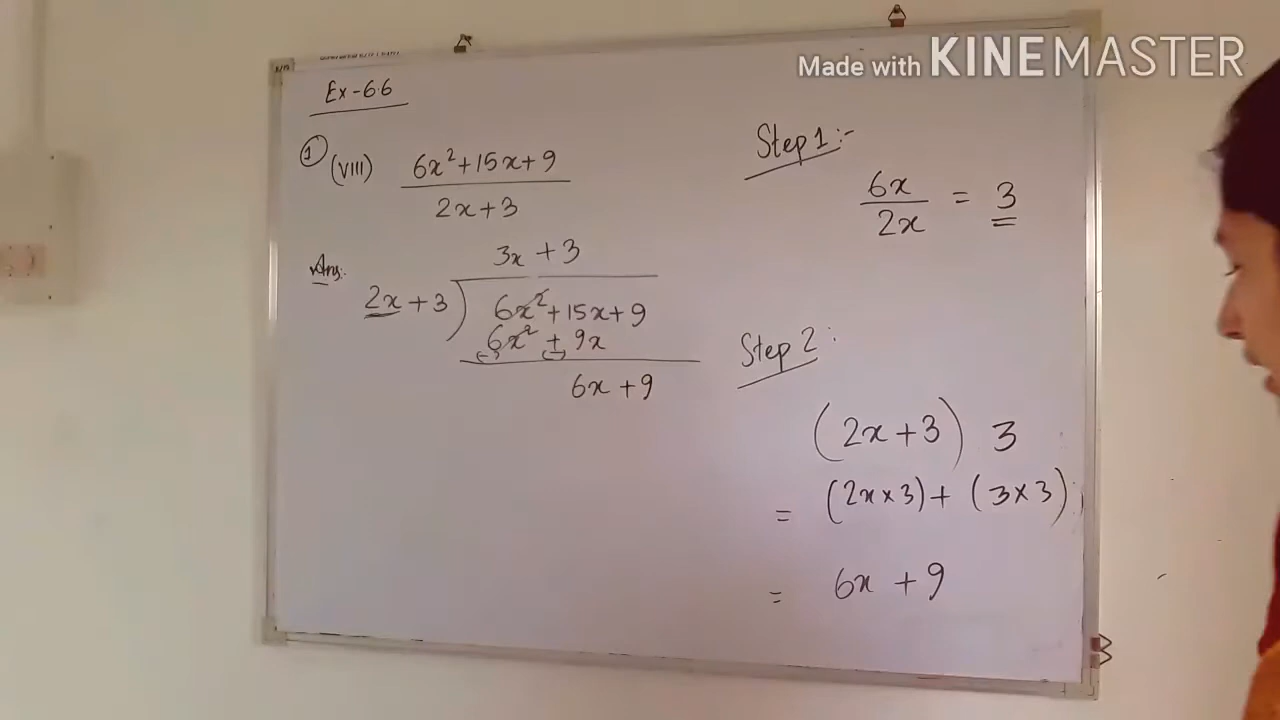 Made with KINEMASTER
Ex-6.6
① (VIII) 6x²+15x+9
2x+3
Ans:
3x + 3
2x + 3 ) 6x²+15x+9
6x² + 9x
(-) (-)
6x + 9
Step 1:-
6x
2x
= 3
Step 2:
(2x+3) 3
= (2x×3)+ (3×3)
= 6x + 9